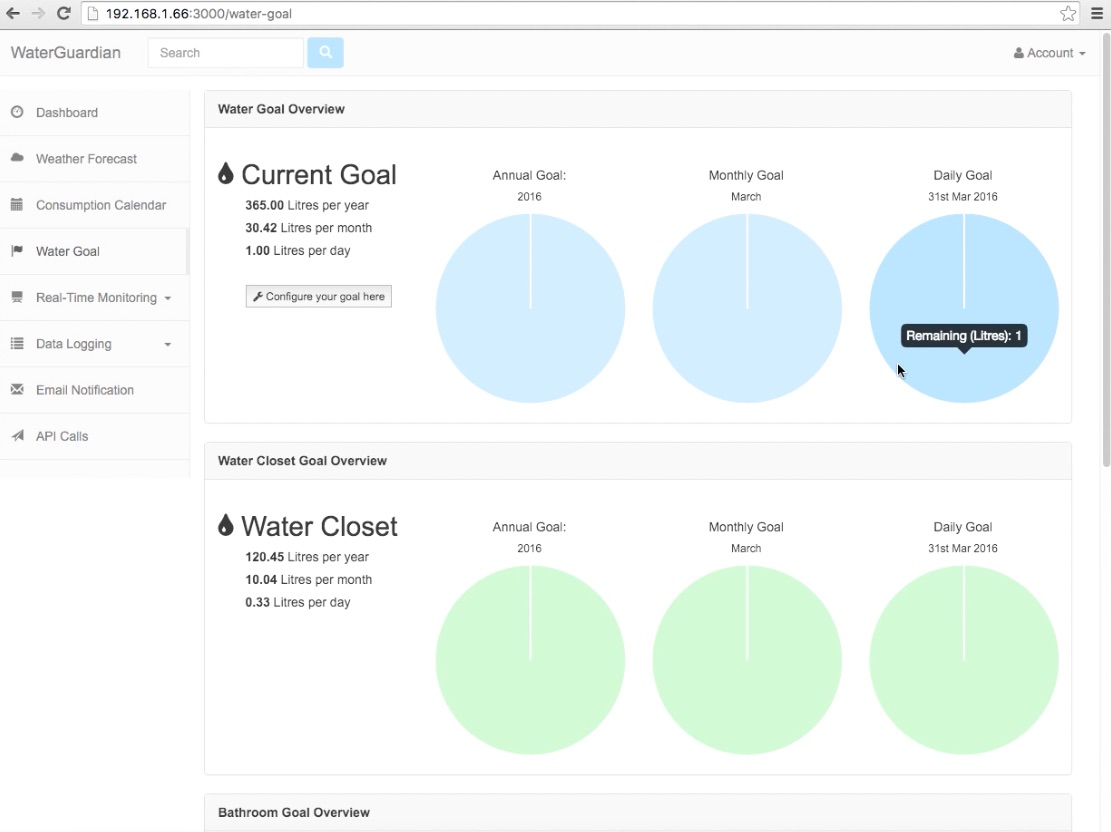 192.168.1.66:3000/water-goal
WaterGuardian
Search
Account
Dashboard
Weather Forecast
Consumption Calendar
Water Goal
Real-Time Monitoring
Data Logging
Email Notification
API Calls
Water Goal Overview
Current Goal
365.00 Litres per year
30.42 Litres per month
1.00 Litres per day
Configure your goal here
Annual Goal:
2016
Monthly Goal
March
Daily Goal
31st Mar 2016
Remaining (Litres): 1
Water Closet Goal Overview
Water Closet
120.45 Litres per year
10.04 Litres per month
0.33 Litres per day
Annual Goal:
2016
Monthly Goal
March
Daily Goal
31st Mar 2016
Bathroom Goal Overview